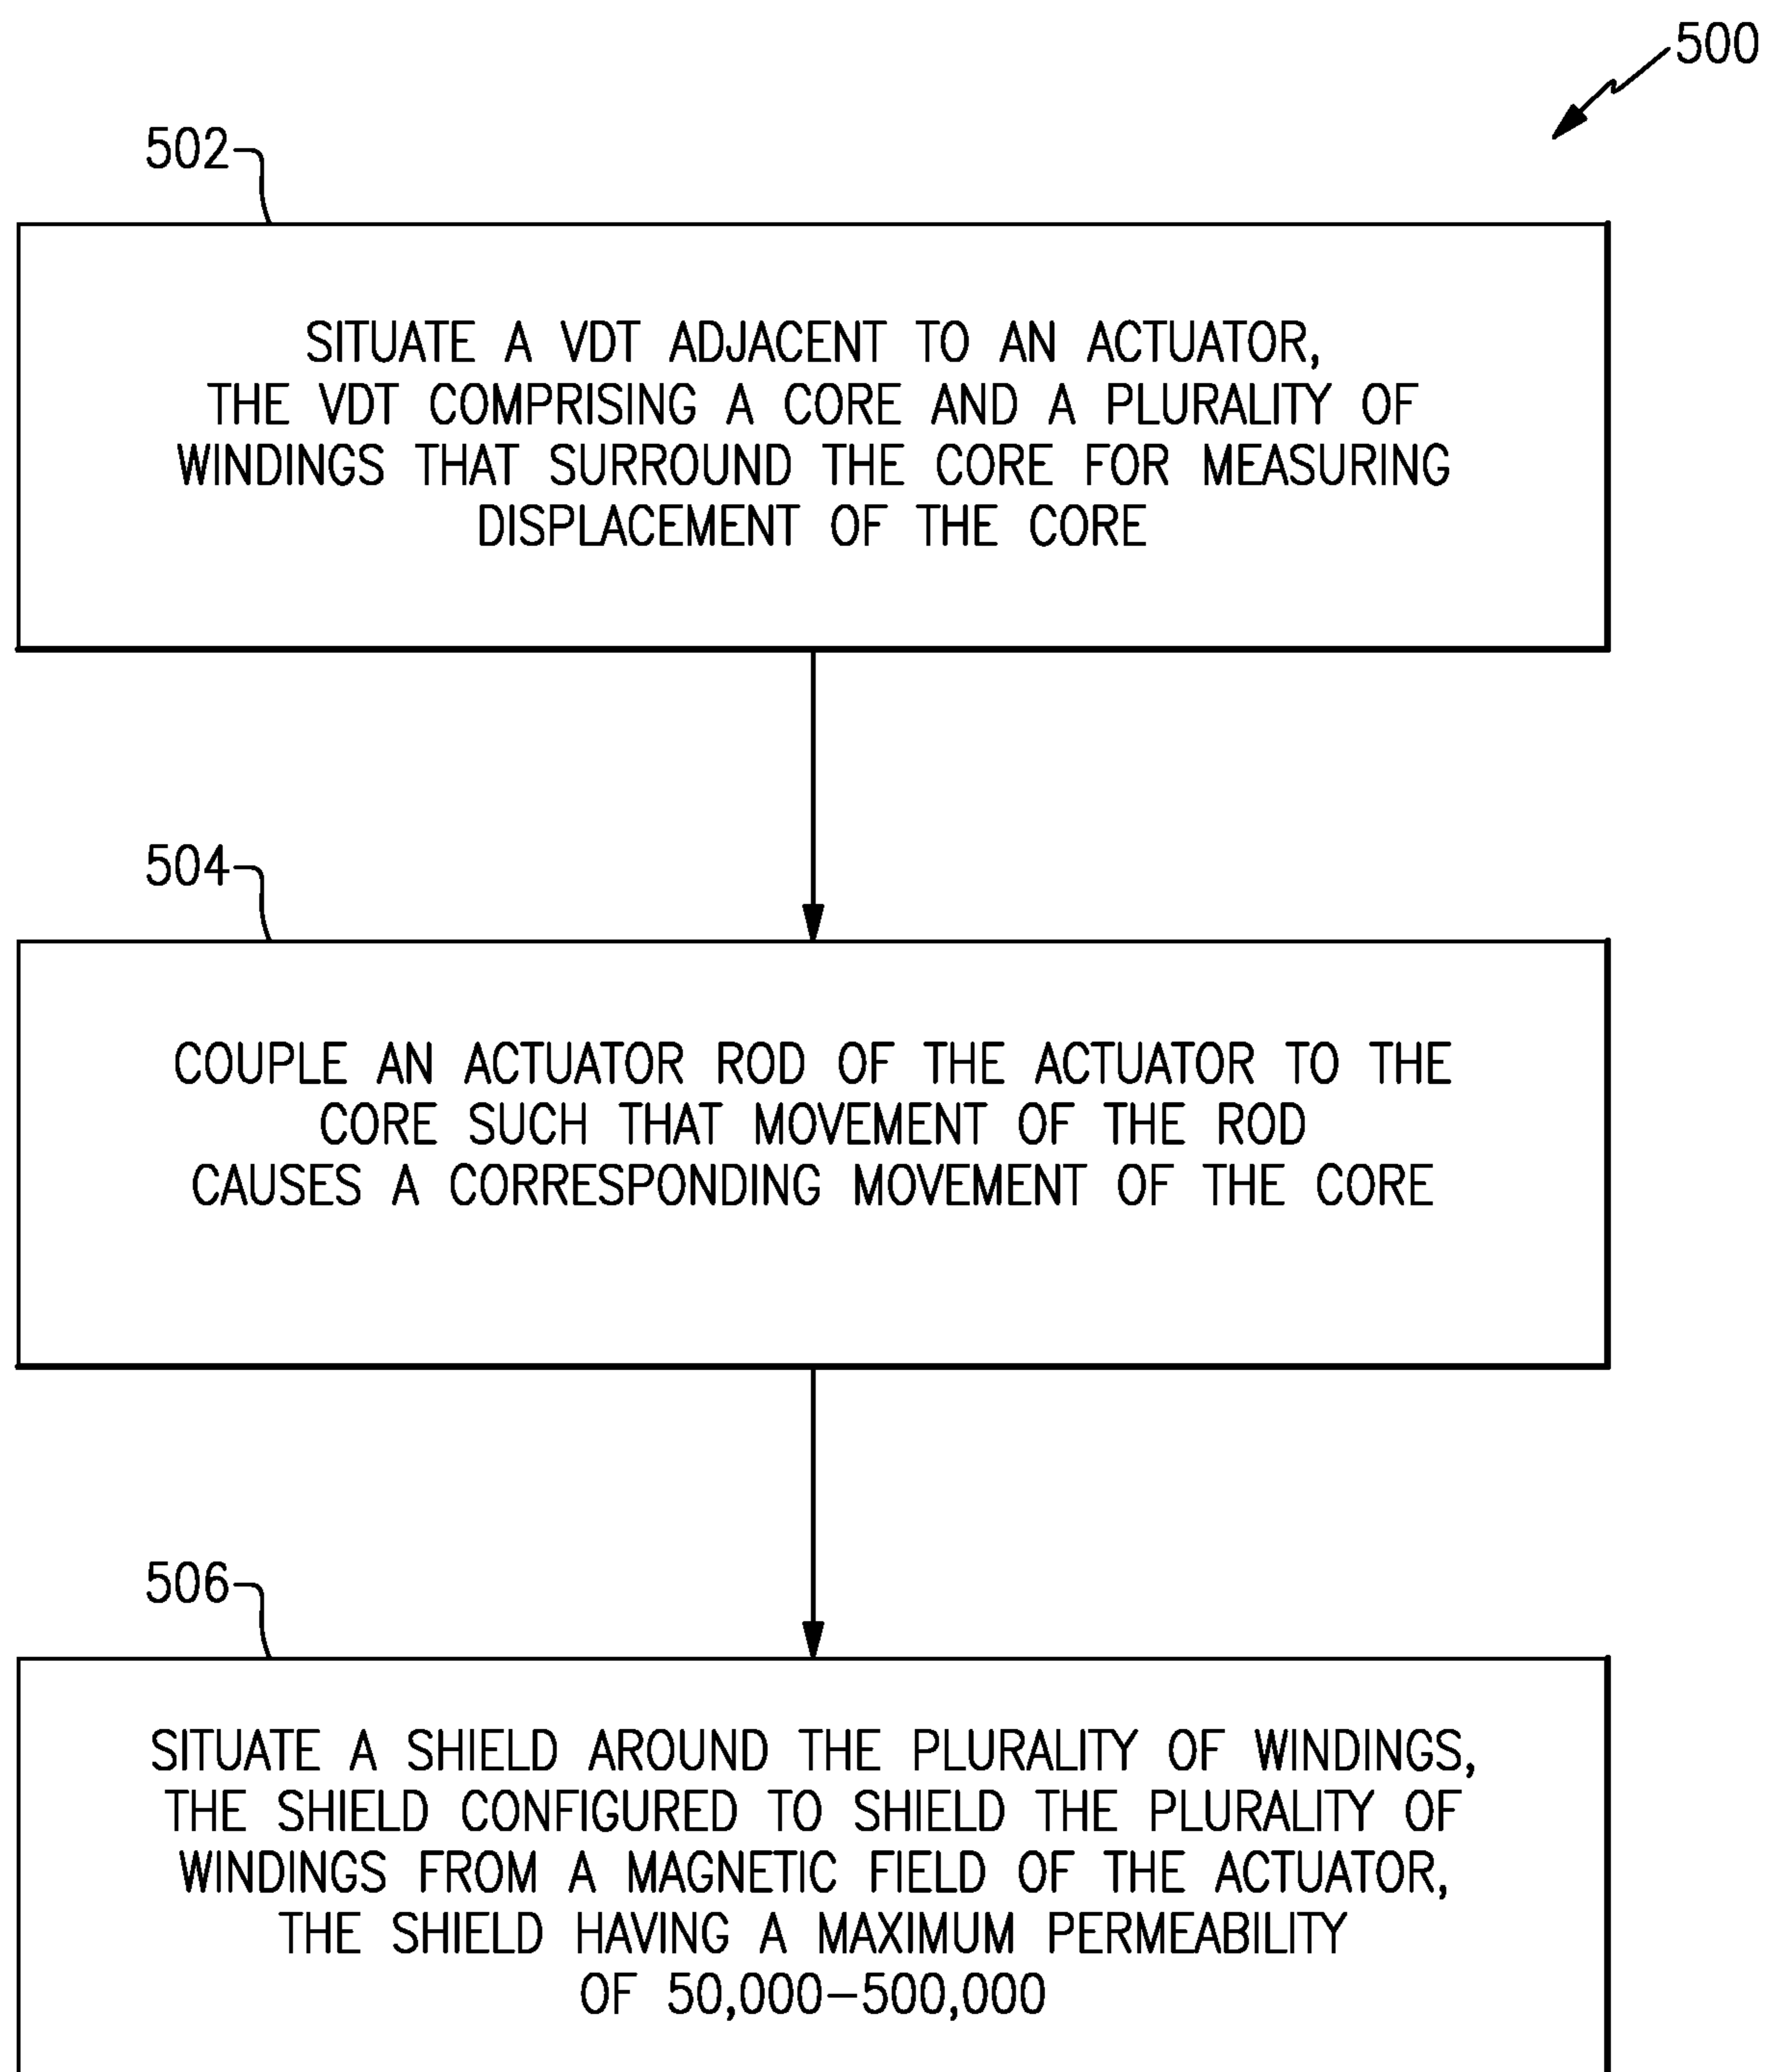 500
502
SITUATE A VDT ADJACENT TO AN ACTUATOR,
THE VDT COMPRISING A CORE AND A PLURALITY OF
WINDINGS THAT SURROUND THE CORE FOR MEASURING
DISPLACEMENT OF THE CORE
504
COUPLE AN ACTUATOR ROD OF THE ACTUATOR TO THE
CORE SUCH THAT MOVEMENT OF THE ROD
CAUSES A CORRESPONDING MOVEMENT OF THE CORE
506
SITUATE A SHIELD AROUND THE PLURALITY OF WINDINGS,
THE SHIELD CONFIGURED TO SHIELD THE PLURALITY OF
WINDINGS FROM A MAGNETIC FIELD OF THE ACTUATOR,
THE SHIELD HAVING A MAXIMUM PERMEABILITY
OF 50,000-500,000